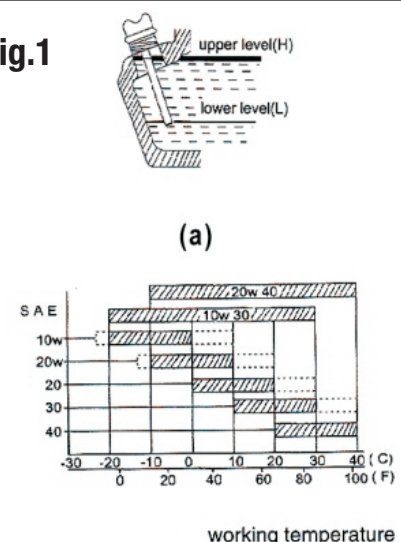 ig.1
upper level(H)
lower level(L)
(a)
20w 40
SAE
10w 30
10w
20w
20
30
40
-30 -20 -10 0 10 20 30 40 (C)
0 20 40 60 80 100 (F)
working temperature